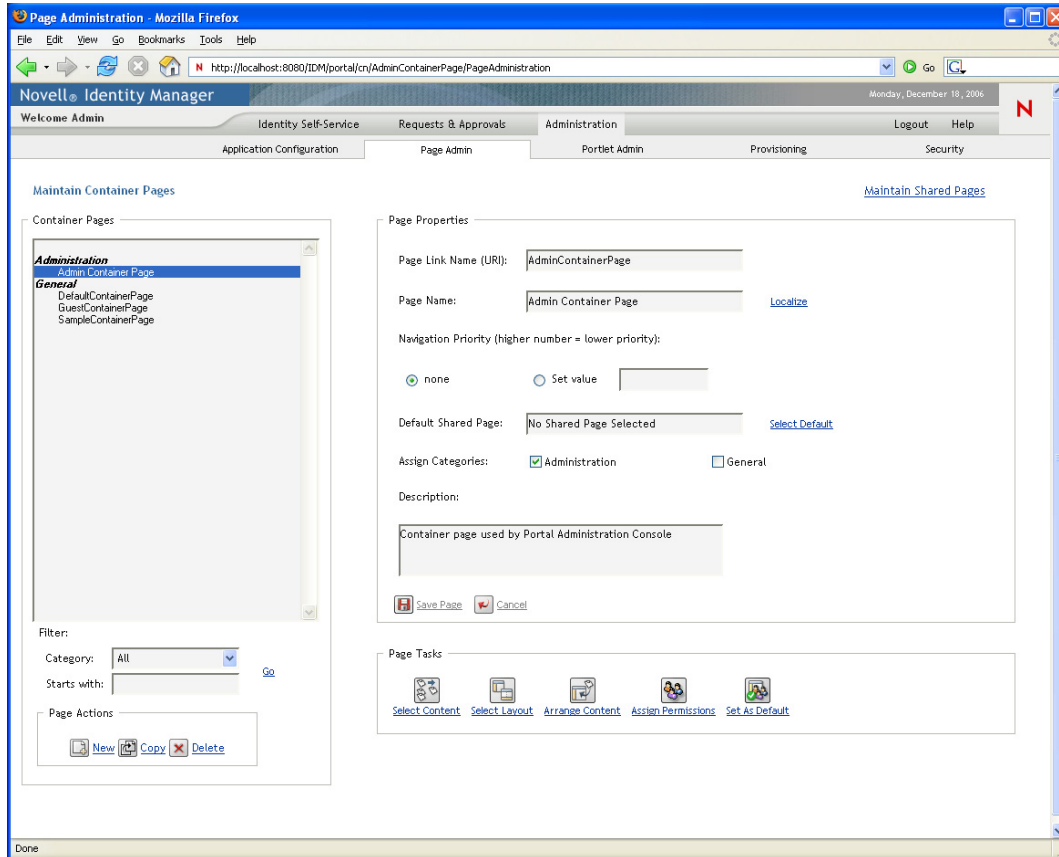 Page Administration - Mozilla Firefox
File Edit View Go Bookmarks Tools Help
N http://localhost:8080/IDM/portal/cn/AdminContainerPage/PageAdministration Go G
Novell® Identity Manager Monday, December 18, 2006
N
Welcome Admin Identity Self-Service Requests & Approvals Administration Logout Help
Application Configuration Page Admin Portlet Admin Provisioning Security
Maintain Container Pages Maintain Shared Pages
Container Pages
Administration
Admin Container Page
General
DefaultContainerPage
GuestContainerPage
SampleContainerPage
Filter:
Category: All
Starts with:
Go
Page Actions
New Copy Delete
Page Properties
Page Link Name (URI): AdminContainerPage
Page Name: Admin Container Page Localize
Navigation Priority (higher number = lower priority):
none Set value
Default Shared Page: No Shared Page Selected Select Default
Assign Categories: Administration General
Description:
Container page used by Portal Administration Console
Save Page Cancel
Page Tasks
Select Content Select Layout Arrange Content Assign Permissions Set As Default
Done